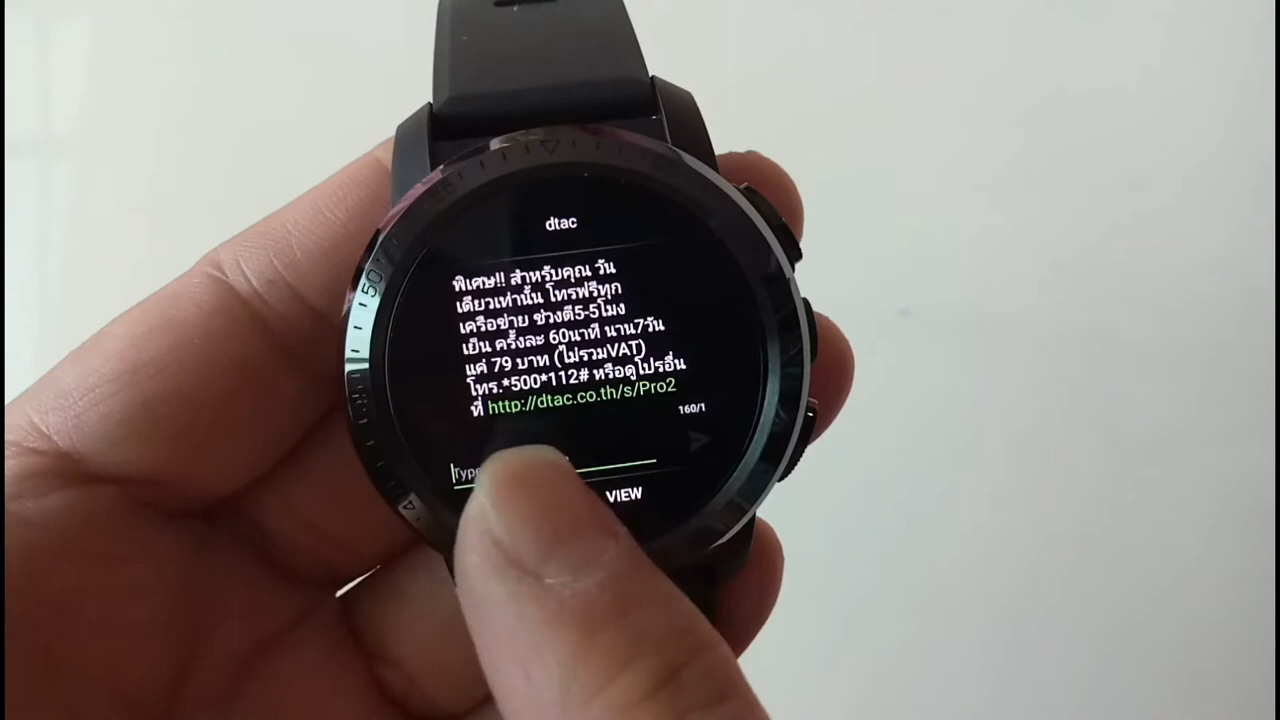 dtac
พิเศษ!! สำหรับคุณ วัน
เดียวเท่านั้น โทรฟรีทุก
เครือข่าย ช่วงตี5-5โมง
เย็น ครั้งละ 60นาที นาน7วัน
แค่ 79 บาท (ไม่รวมVAT)
โทร.*500*112# หรือดูโปรอื่น
ที่ http://dtac.co.th/s/Pro2
160/1
Type
VIEW
50